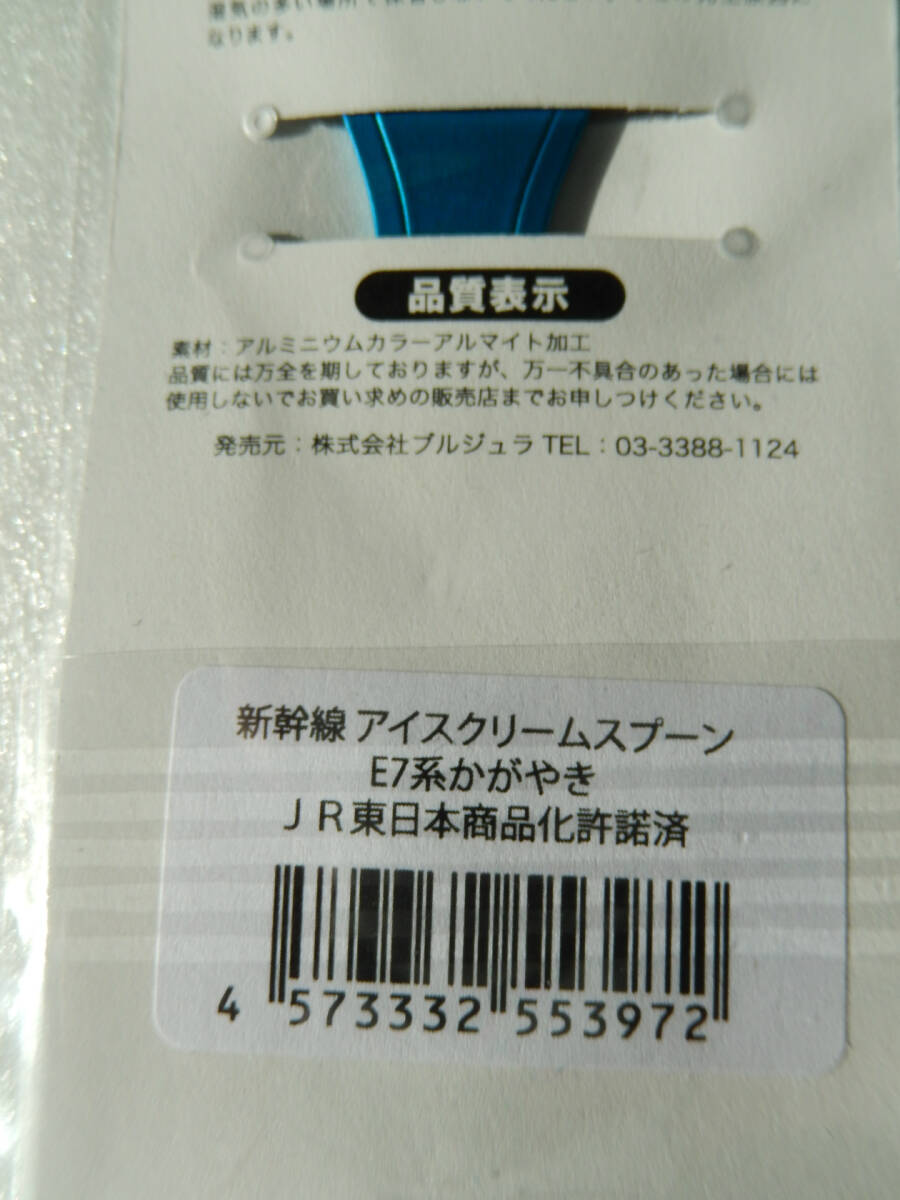 なります。
品質表示
素材：アルミニウムカラーアルマイト加工
品質には万全を期しておりますが、万一不具合のあった場合には
使用しないでお買い求めの販売店までお申しつけください。
発売元：株式会社ブルジュラ TEL：03-3388-1124
新幹線 アイスクリームスプーン
E7系かがやき
ＪＲ東日本商品化許諾済
4 573332 553972